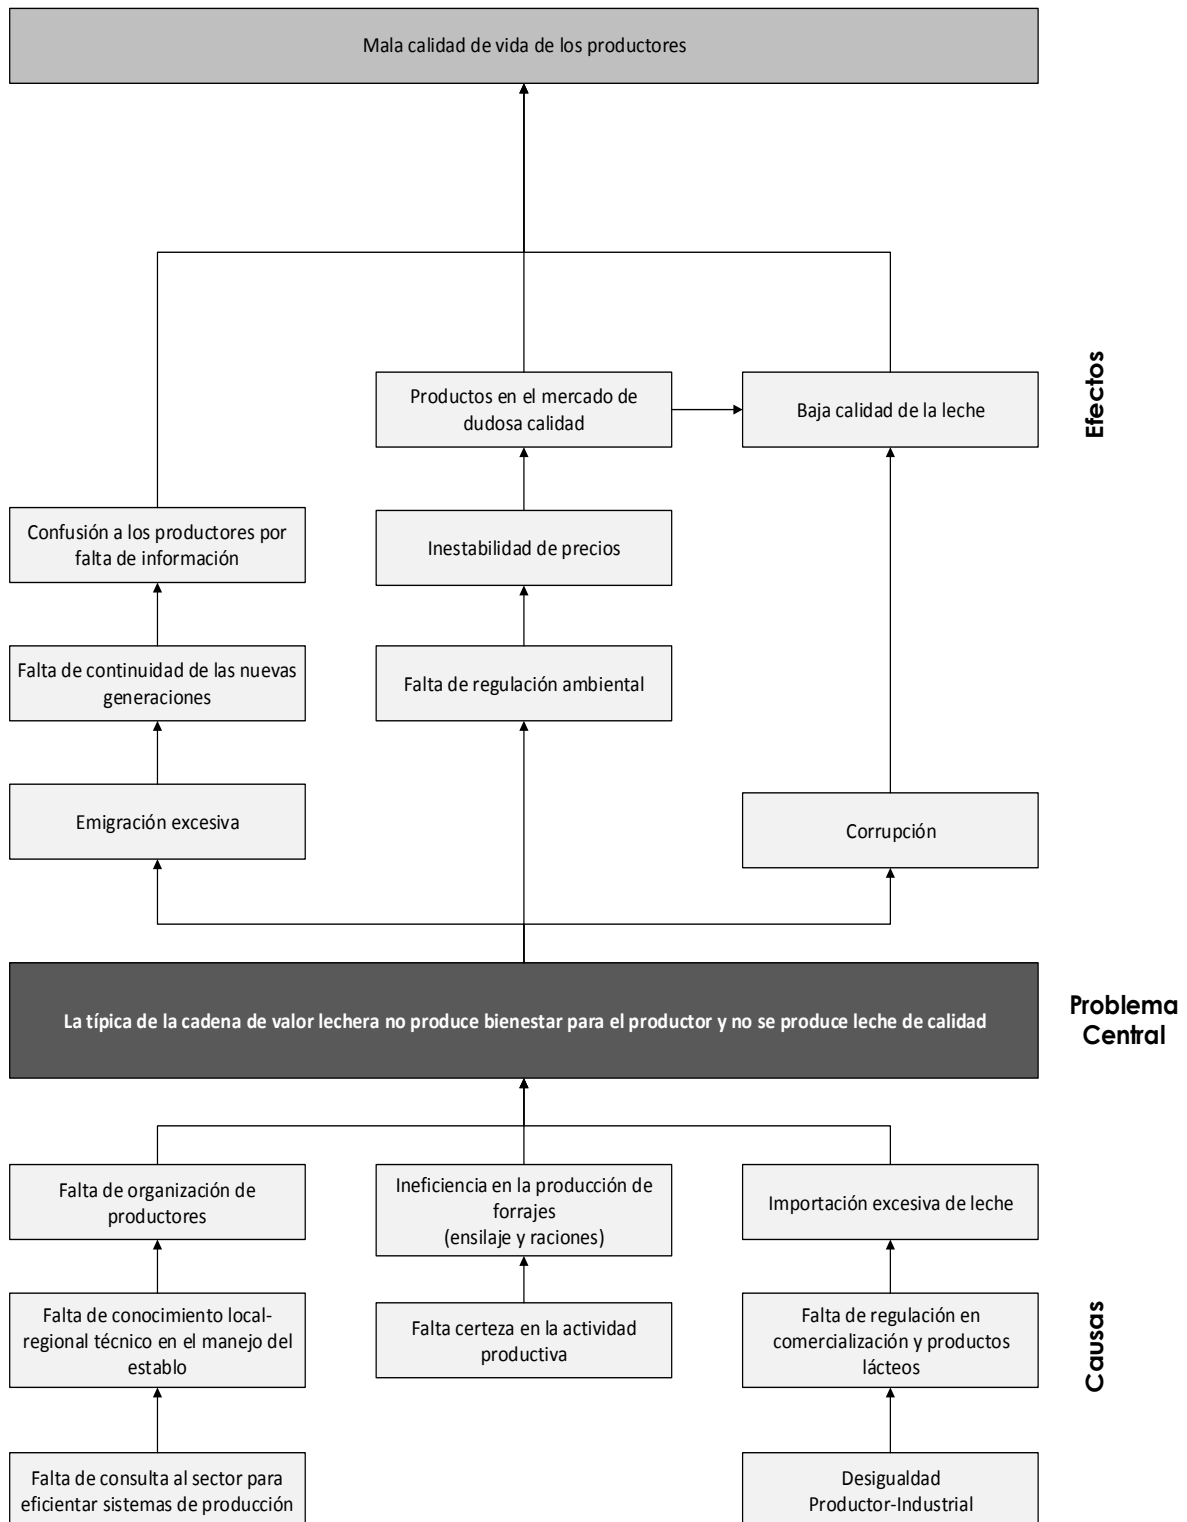 Mala calidad de vida de los productores
Productos en el mercado de
dudosa calidad
Baja calidad de la leche
Efectos
Confusión a los productores por
falta de información
Inestabilidad de precios
Falta de continuidad de las nuevas
generaciones
Falta de regulación ambiental
Emigración excesiva
Corrupción
La típica de la cadena de valor lechera no produce bienestar para el productor y no se produce leche de calidad
Problema
Central
Falta de organización de
productores
Ineficiencia en la producción de
forrajes
(ensilaje y raciones)
Importación excesiva de leche
Falta de conocimiento local-
regional técnico en el manejo del
establo
Falta certeza en la actividad
productiva
Falta de regulación en
comercialización y productos
lácteos
Causas
Falta de consulta al sector para
eficientar sistemas de producción
Desigualdad
Productor-Industrial